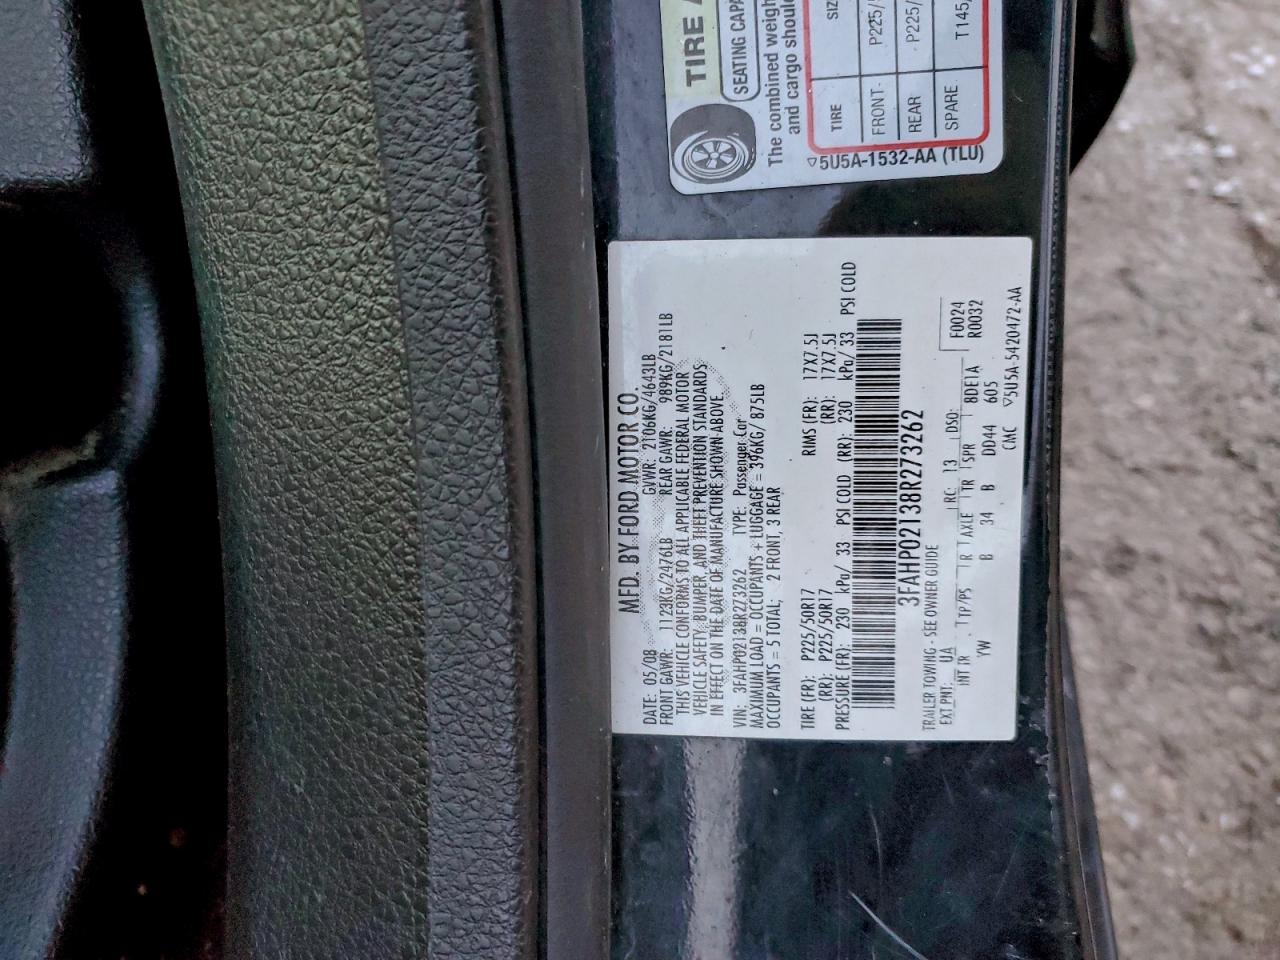 TIRE A
SEATING CAPA
The combined weigh
and cargo should
TIRE SIZ
FRONT P225/
REAR P225/
SPARE T145/
5U5A-1532-AA (TLU)
MFD. BY FORD MOTOR CO.
DATE: 05/08 GVWR: 2106KG/4643LB
FRONT GAWR: 1123KG/2476LB REAR GAWR: 989KG/2181LB
THIS VEHICLE CONFORMS TO ALL APPLICABLE FEDERAL MOTOR
VEHICLE SAFETY, BUMPER, AND THEFT PREVENTION STANDARDS
IN EFFECT ON THE DATE OF MANUFACTURE SHOWN ABOVE.
VIN: 3FAHP02138R273262 TYPE: Passenger Car
MAXIMUM LOAD = OCCUPANTS + LUGGAGE = 396KG/ 875LB
OCCUPANTS = 5 TOTAL; 2 FRONT, 3 REAR
TIRE (FR): P225/50R17 RIMS (FR): 17X7.5J
(RR): P225/50R17 (RR): 17X7.5J
PRESSURE (FR): 230 kPa/ 33 PSI COLD (RR): 230 kPa/ 33 PSI COLD
3FAHP02138R273262
TRAILER TOWING - SEE OWNER GUIDE
EXT PNT: UA RC: 13 DSO: F0024
INT TR TP/PS R AXLE TR SPR 8DE1A R0032
YW B 34 B DD44 605
CMC 5U5A-5420472-AA